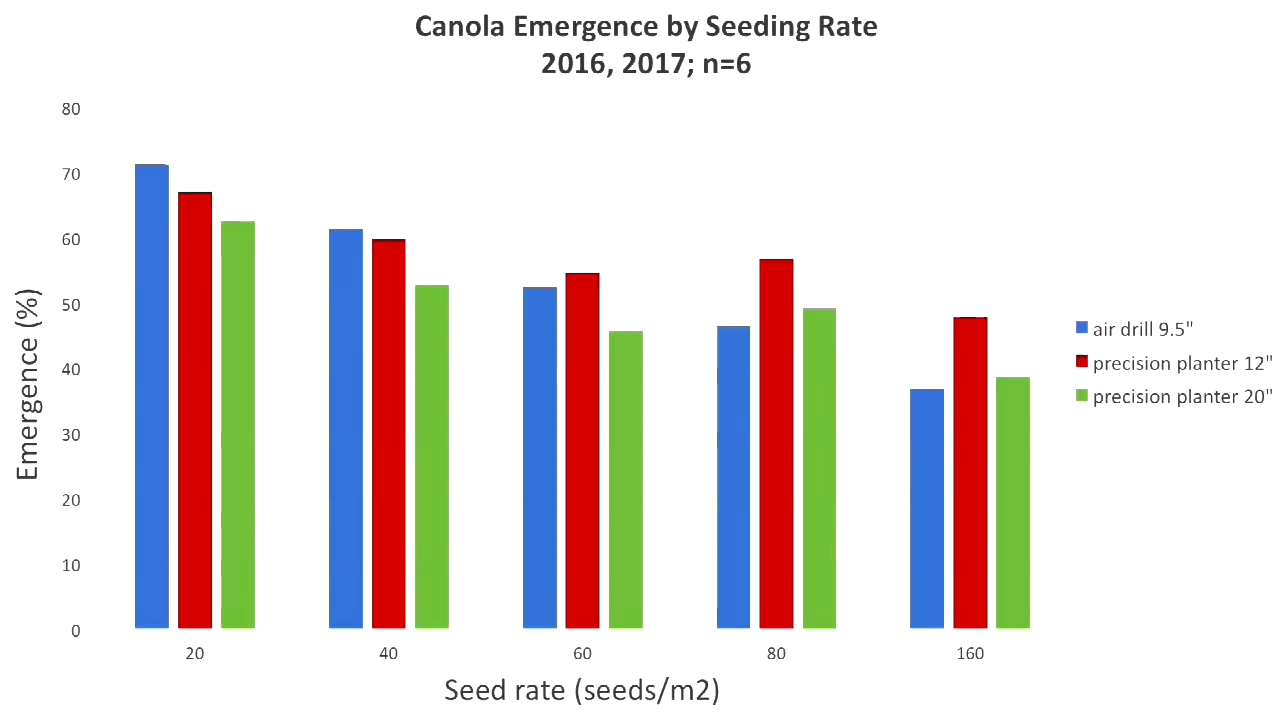 Canola Emergence by Seeding Rate
2016, 2017; n=6
80
70
60
50
40
30
20
10
0
Emergence (%)
20
40
60
80
160
Seed rate (seeds/m2)
air drill 9.5"
precision planter 12"
precision planter 20"